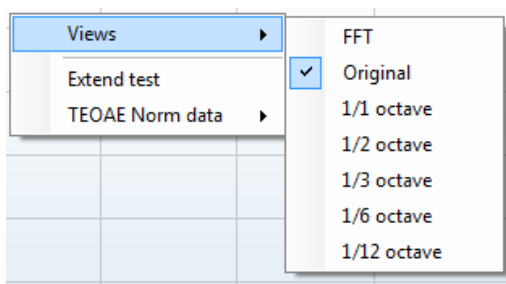 Views
Extend test
TEOAE Norm data
FFT
Original
1/1 octave
1/2 octave
1/3 octave
1/6 octave
1/12 octave